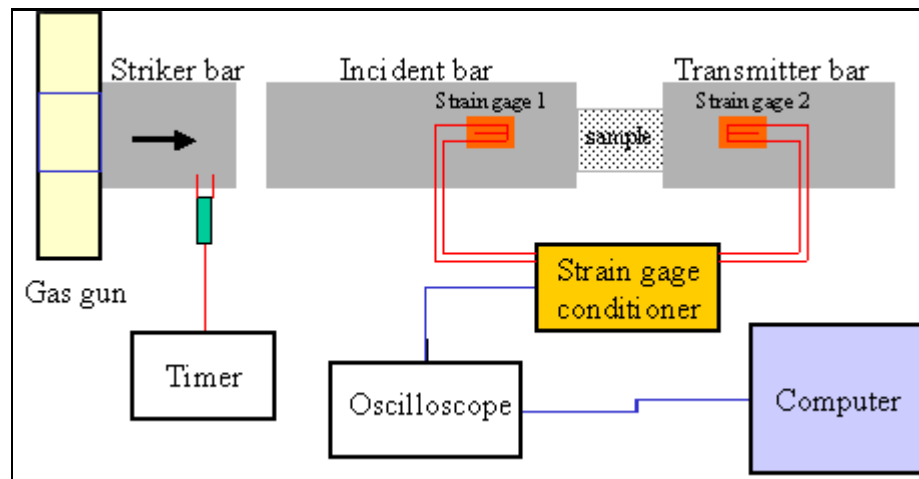 Striker bar
Incident bar
Transmitter bar
Strain gage 1
Strain gage 2
sample
Gas gun
Strain gage
conditioner
Timer
Oscilloscope
Computer